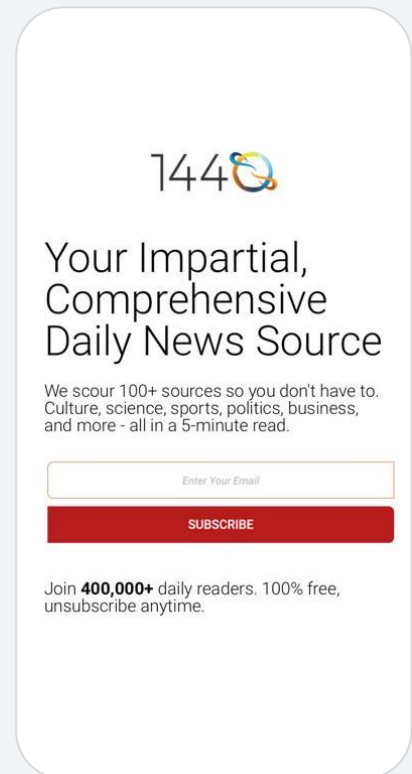 1440
Your Impartial,
Comprehensive
Daily News Source
We scour 100+ sources so you don't have to.
Culture, science, sports, politics, business,
and more - all in a 5-minute read.
Enter Your Email
SUBSCRIBE
Join 400,000+ daily readers. 100% free,
unsubscribe anytime.